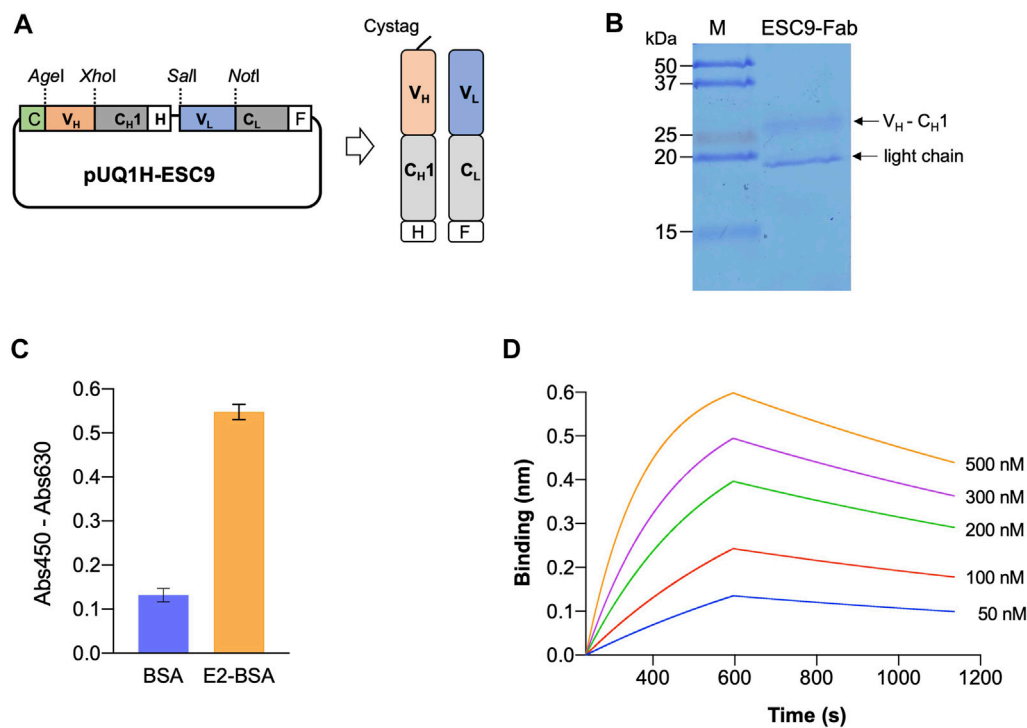 A
Cystag
AgeI XhoI SalI NotI
C VH CH1 H VL CL F
pUQ1H-ESC9
VH VL
CH1 CL
H F
B
M ESC9-Fab
kDa
50
37
25
20
15
VH - CH1
light chain
C
Abs450 - Abs630
0.6
0.5
0.4
0.3
0.2
0.1
0.0
BSA E2-BSA
D
Binding (nm)
0.6
0.5
0.4
0.3
0.2
0.1
0.0
500 nM
300 nM
200 nM
100 nM
50 nM
400 600 800 1000 1200
Time (s)